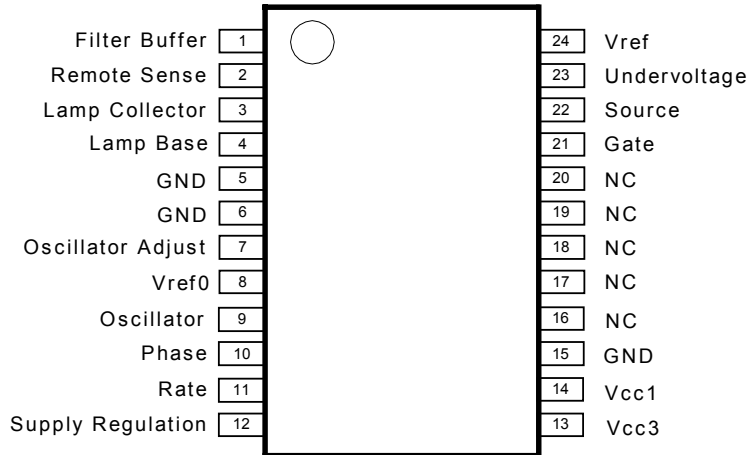 Filter Buffer 1 24 Vref
Remote Sense 2 23 Undervoltage
Lamp Collector 3 22 Source
Lamp Base 4 21 Gate
GND 5 20 NC
GND 6 19 NC
Oscillator Adjust 7 18 NC
Vref0 8 17 NC
Oscillator 9 16 NC
Phase 10 15 GND
Rate 11 14 Vcc1
Supply Regulation 12 13 Vcc3